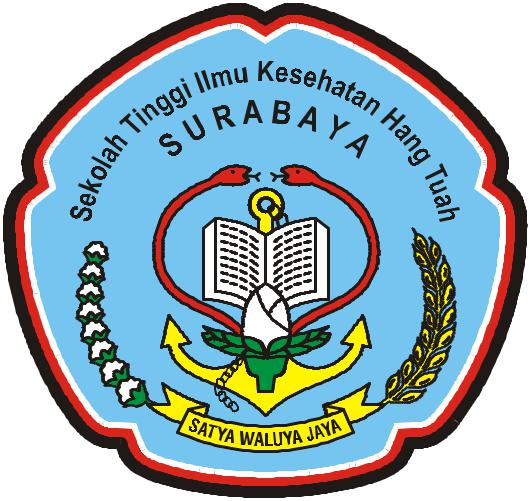 Sekolah Tinggi Ilmu Kesehatan Hang Tuah
SURABAYA
SATYA WALUYA JAYA